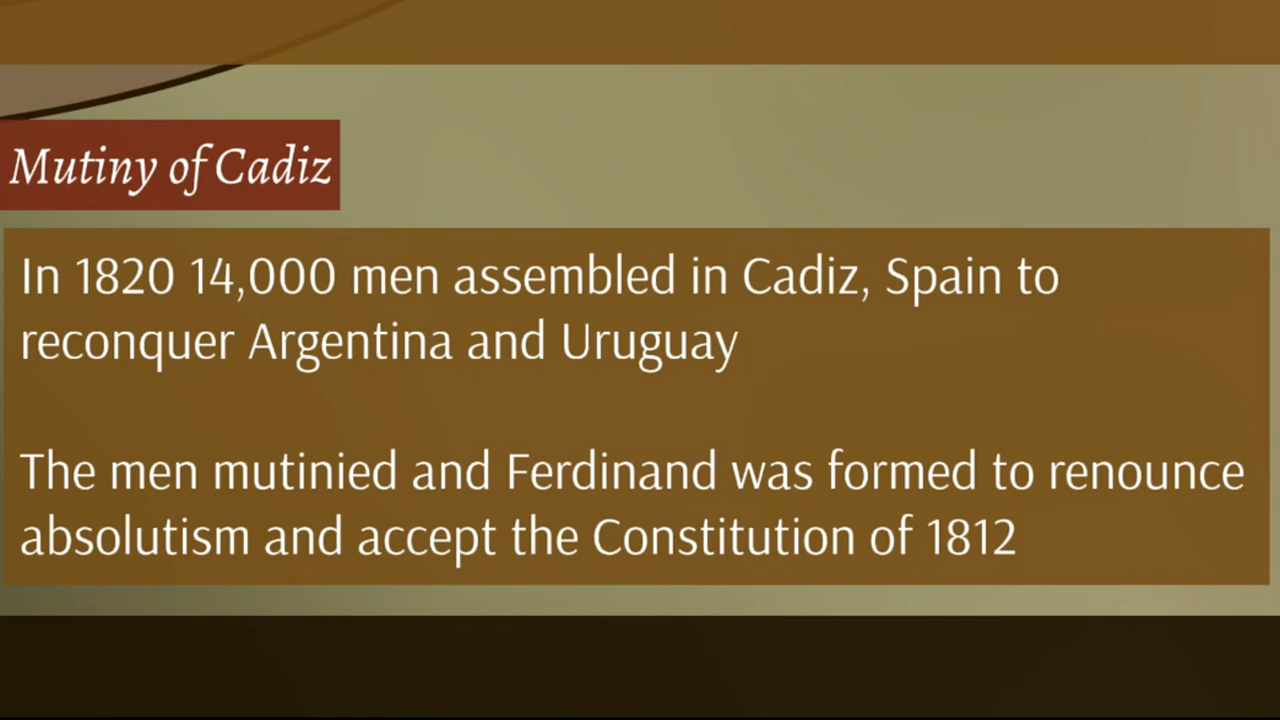 Mutiny of Cadiz
In 1820 14,000 men assembled in Cadiz, Spain to
reconquer Argentina and Uruguay
The men mutinied and Ferdinand was formed to renounce
absolutism and accept the Constitution of 1812